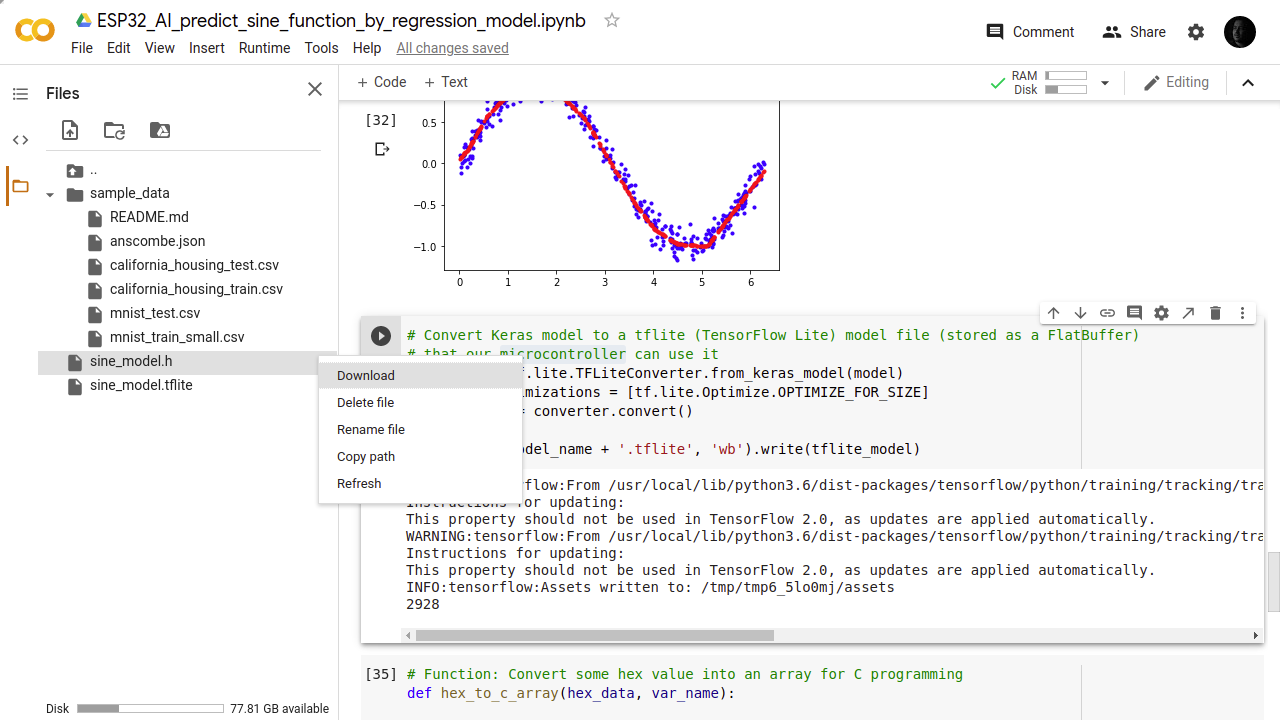 ESP32_AI_predict_sine_function_by_regression_model.ipynb
File Edit View Insert Runtime Tools Help All changes saved
Comment Share
Files
+ Code + Text
RAM
Disk
Editing
..
sample_data
README.md
anscombe.json
california_housing_test.csv
california_housing_train.csv
mnist_test.csv
mnist_train_small.csv
sine_model.h
sine_model.tflite
Download
Delete file
Rename file
Copy path
Refresh
Disk 77.81 GB available
[32]
0.5
0.0
−0.5
−1.0
0 1 2 3 4 5 6
# Convert Keras model to a tflite (TensorFlow Lite) model file (stored as a FlatBuffer)
# that our microcontroller can use it
f.lite.TFLiteConverter.from_keras_model(model)
imizations = [tf.lite.Optimize.OPTIMIZE_FOR_SIZE]
= converter.convert()
odel_name + '.tflite', 'wb').write(tflite_model)
rflow:From /usr/local/lib/python3.6/dist-packages/tensorflow/python/training/tracking/tra
Instructions for updating:
This property should not be used in TensorFlow 2.0, as updates are applied automatically.
WARNING:tensorflow:From /usr/local/lib/python3.6/dist-packages/tensorflow/python/training/tracking/tra
Instructions for updating:
This property should not be used in TensorFlow 2.0, as updates are applied automatically.
INFO:tensorflow:Assets written to: /tmp/tmp6_5lo0mj/assets
2928
[35] # Function: Convert some hex value into an array for C programming
def hex_to_c_array(hex_data, var_name):